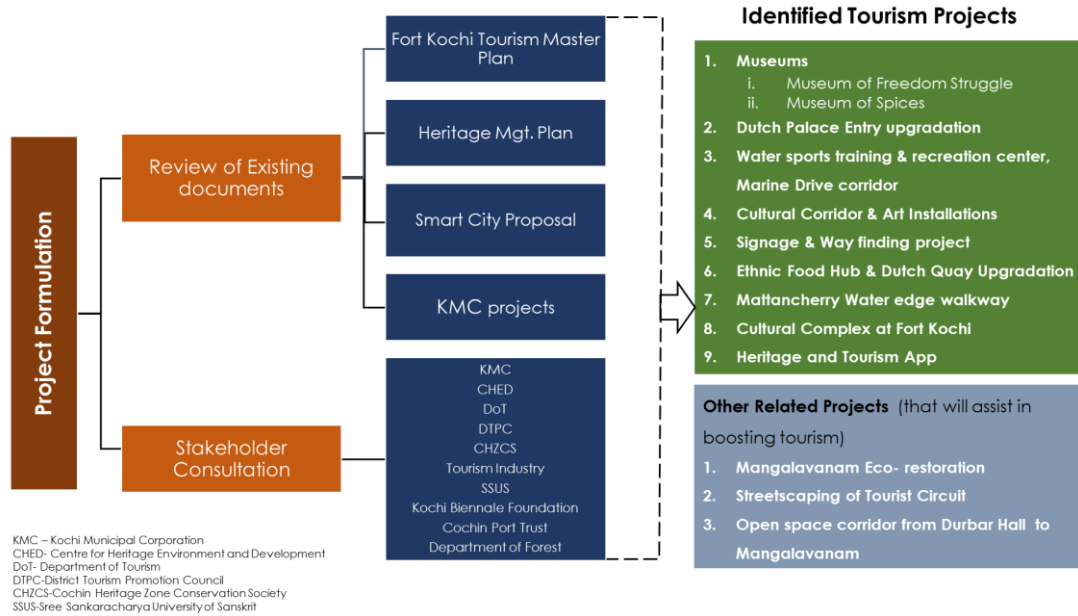 Project Formulation
Review of Existing
documents
Stakeholder
Consultation
Fort Kochi Tourism Master
Plan
Heritage Mgt. Plan
Smart City Proposal
KMC projects
KMC
CHED
DoT
DTPC
CHZCS
Tourism Industry
SSUS
Kochi Biennale Foundation
Cochin Port Trust
Department of Forest
Identified Tourism Projects
1. Museums
i. Museum of Freedom Struggle
ii. Museum of Spices
2. Dutch Palace Entry upgradation
3. Water sports training & recreation center,
Marine Drive corridor
4. Cultural Corridor & Art Installations
5. Signage & Way finding project
6. Ethnic Food Hub & Dutch Quay Upgradation
7. Mattancherry Water edge walkway
8. Cultural Complex at Fort Kochi
9. Heritage and Tourism App
Other Related Projects (that will assist in
boosting tourism)
1. Mangalavanam Eco- restoration
2. Streetscaping of Tourist Circuit
3. Open space corridor from Durbar Hall to
Mangalavanam
KMC – Kochi Municipal Corporation
CHED- Centre for Heritage Environment and Development
DoT- Department of Tourism
DTPC-District Tourism Promotion Council
CHZCS-Cochin Heritage Zone Conservation Society
SSUS-Sree Sankaracharya University of Sanskrit